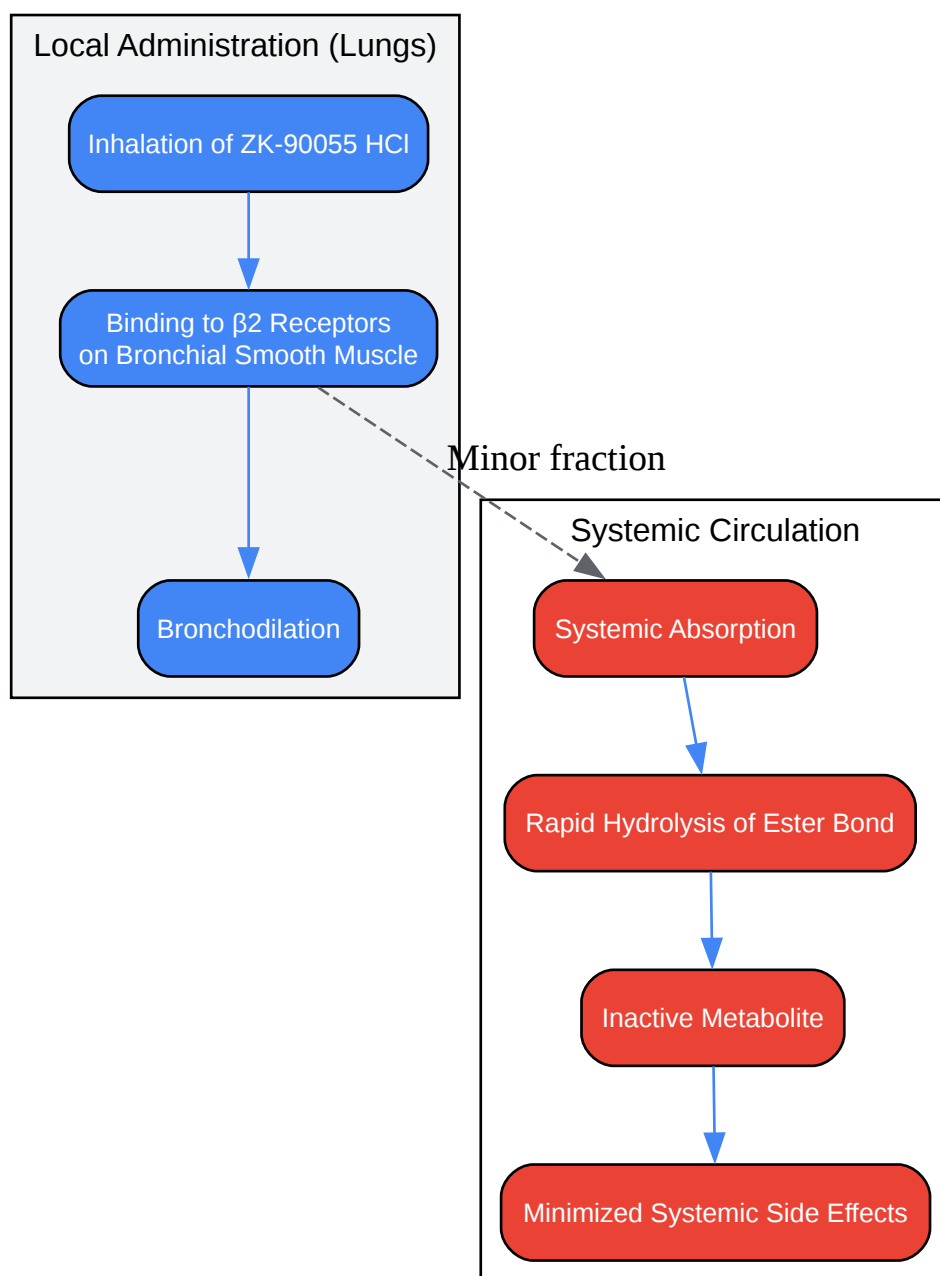 Local Administration (Lungs)
Inhalation of ZK-90055 HCl
Binding to β2 Receptors
on Bronchial Smooth Muscle
Minor fraction
Bronchodilation
Systemic Circulation
Systemic Absorption
Rapid Hydrolysis of Ester Bond
Inactive Metabolite
Minimized Systemic Side Effects